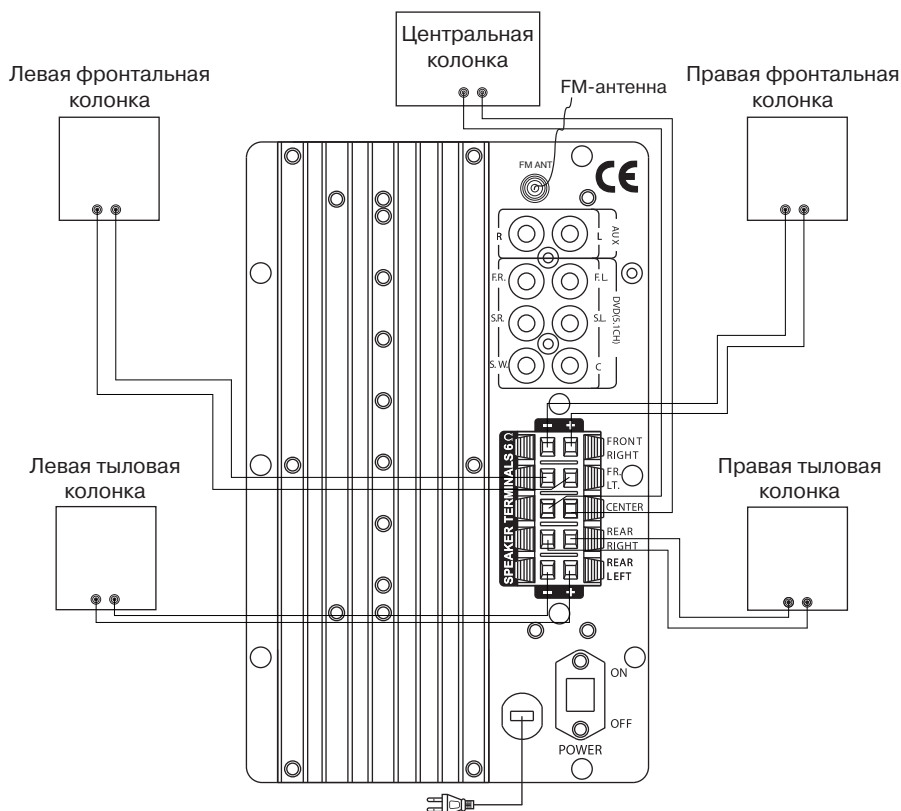 Центральная
колонка
Левая фронтальная
колонка
FM-антенна
Правая фронтальная
колонка
FM ANT.
CE
R
L
AUX
F.R.
F.L.
S.R.
S.L.
DVD(5.1CH)
S.W.
C
- +
SPEAKER TERMINALS 6Ω
FRONT
RIGHT
FR.
LT.
CENTER
REAR
RIGHT
REAR
LEFT
- +
Левая тыловая
колонка
Правая тыловая
колонка
ON
OFF
POWER